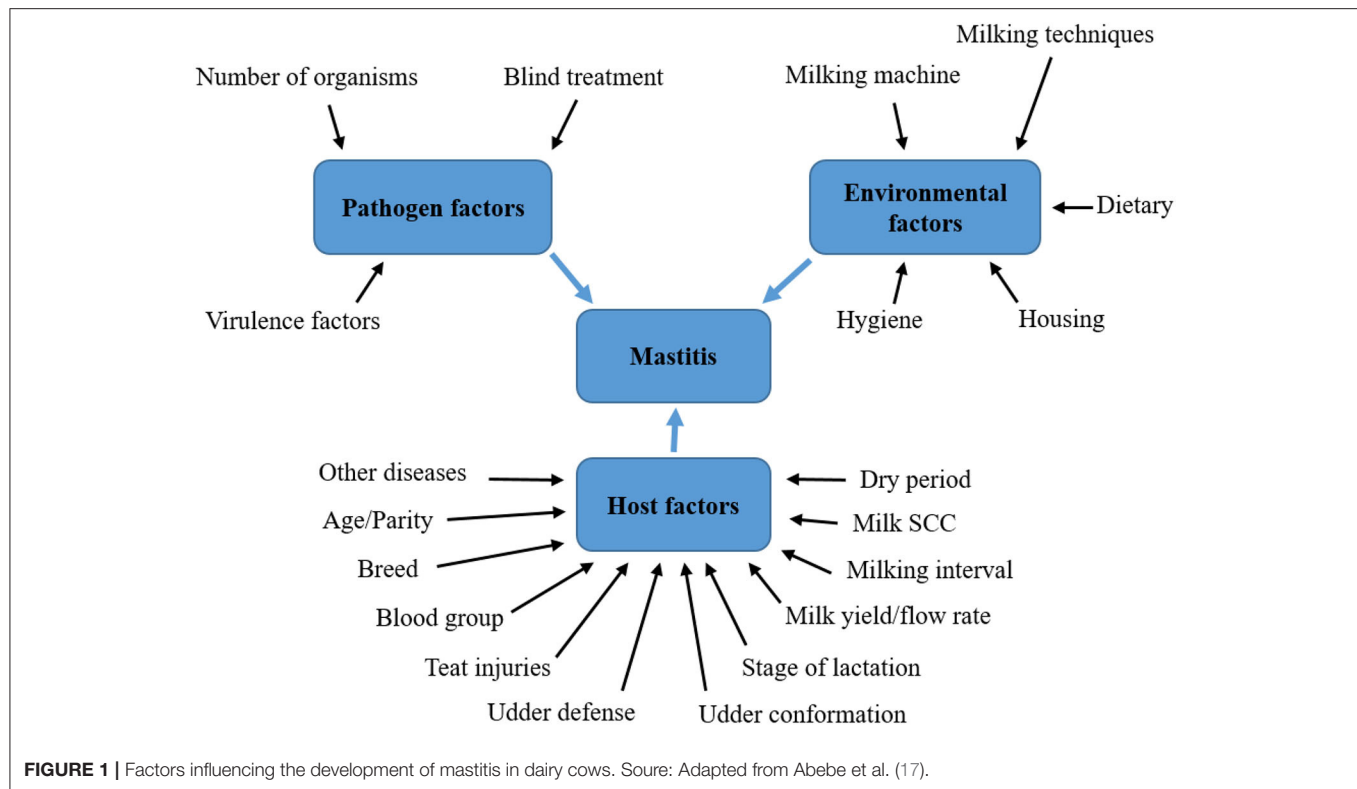 Milking techniques
Number of organisms
Blind treatment
Milking machine
Pathogen factors
Environmental
factors
Dietary
Virulence factors
Hygiene
Housing
Mastitis
Other diseases
Age/Parity
Breed
Blood group
Teat injuries
Udder defense
Host factors
Dry period
Milk SCC
Milking interval
Milk yield/flow rate
Stage of lactation
Udder conformation
FIGURE 1 | Factors influencing the development of mastitis in dairy cows. Soure: Adapted from Abebe et al. (17).